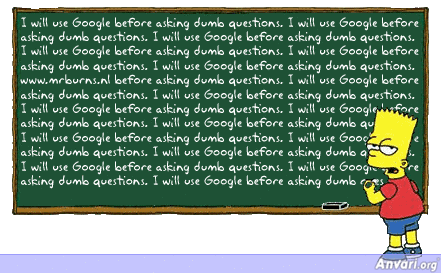 I will use Google before asking dumb questions. I will use Google before
asking dumb questions. I will use Google before asking dumb questions.
I will use Google before asking dumb questions. I will use Google before
asking dumb questions. I will use Google before asking dumb questions.
www.mrburns.nl before asking dumb questions. I will use Google before
asking dumb questions. I will use Google before asking dumb questions.
I will use Google before asking dumb questions. I will use Google before
asking dumb questions. I will use Google before asking dumb
I will use Google before asking dumb questions. I will use Google before
asking dumb questions. I will use Google before asking
I will use Google before asking dumb questions. I will use Google
asking dumb questions. I will use Google before asking dumb
Anvari.org